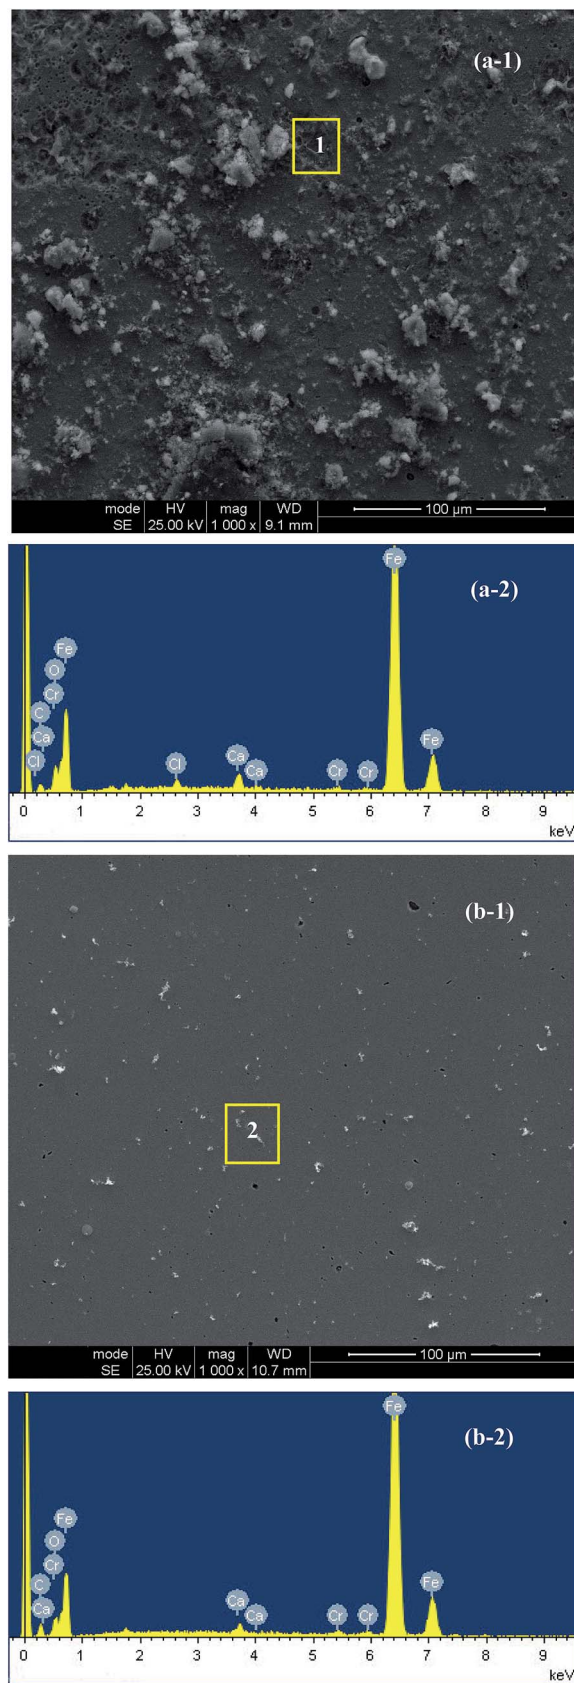 (a-1)
1
mode HV mag WD
SE 25.00 kV 1 000 x 9.1 mm 100 µm
(a-2)
Fe
Fe
O
Cr
C
Ca
Cl
Cl
Ca
Ca
Cr
Cr
Fe
0 1 2 3 4 5 6 7 8 9
keV
(b-1)
2
mode HV mag WD
SE 25.00 kV 1 000 x 10.7 mm 100 µm
(b-2)
Fe
Fe
O
Cr
C
Ca
Ca
Ca
Cr
Cr
Fe
0 1 2 3 4 5 6 7 8 9
keV